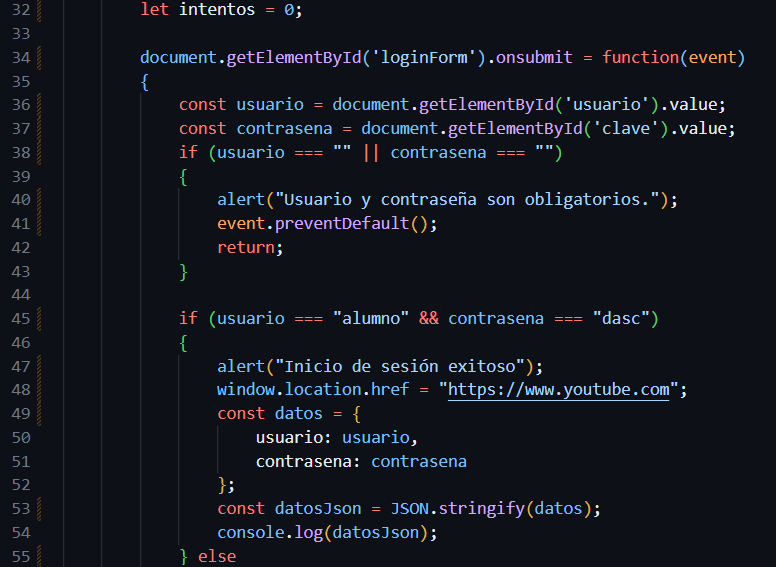 32 let intentos = 0;
33
34 document.getElementById('loginForm').onsubmit = function(event)
35 {
36 const usuario = document.getElementById('usuario').value;
37 const contrasena = document.getElementById('clave').value;
38 if (usuario === "" || contrasena === "")
39 {
40 alert("Usuario y contraseña son obligatorios.");
41 event.preventDefault();
42 return;
43 }
44
45 if (usuario === "alumno" && contrasena === "dasc")
46 {
47 alert("Inicio de sesión exitoso");
48 window.location.href = "https://www.youtube.com";
49 const datos = {
50 usuario: usuario,
51 contrasena: contrasena
52 };
53 const datosJson = JSON.stringify(datos);
54 console.log(datosJson);
55 } else